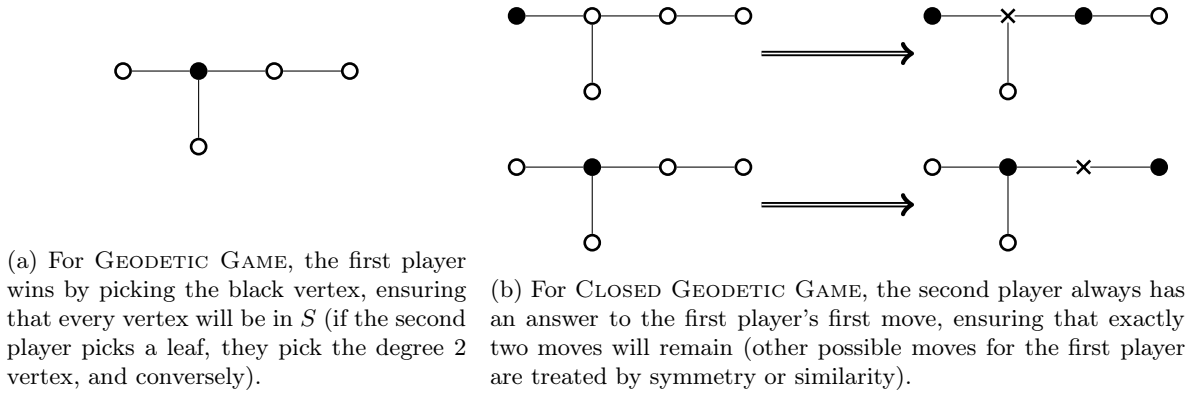 (a) For GEODETIC GAME, the first player
wins by picking the black vertex, ensuring
that every vertex will be in S (if the second
player picks a leaf, they pick the degree 2
vertex, and conversely).
(b) For CLOSED GEODETIC GAME, the second player always has
an answer to the first player's first move, ensuring that exactly
two moves will remain (other possible moves for the first player
are treated by symmetry or similarity).